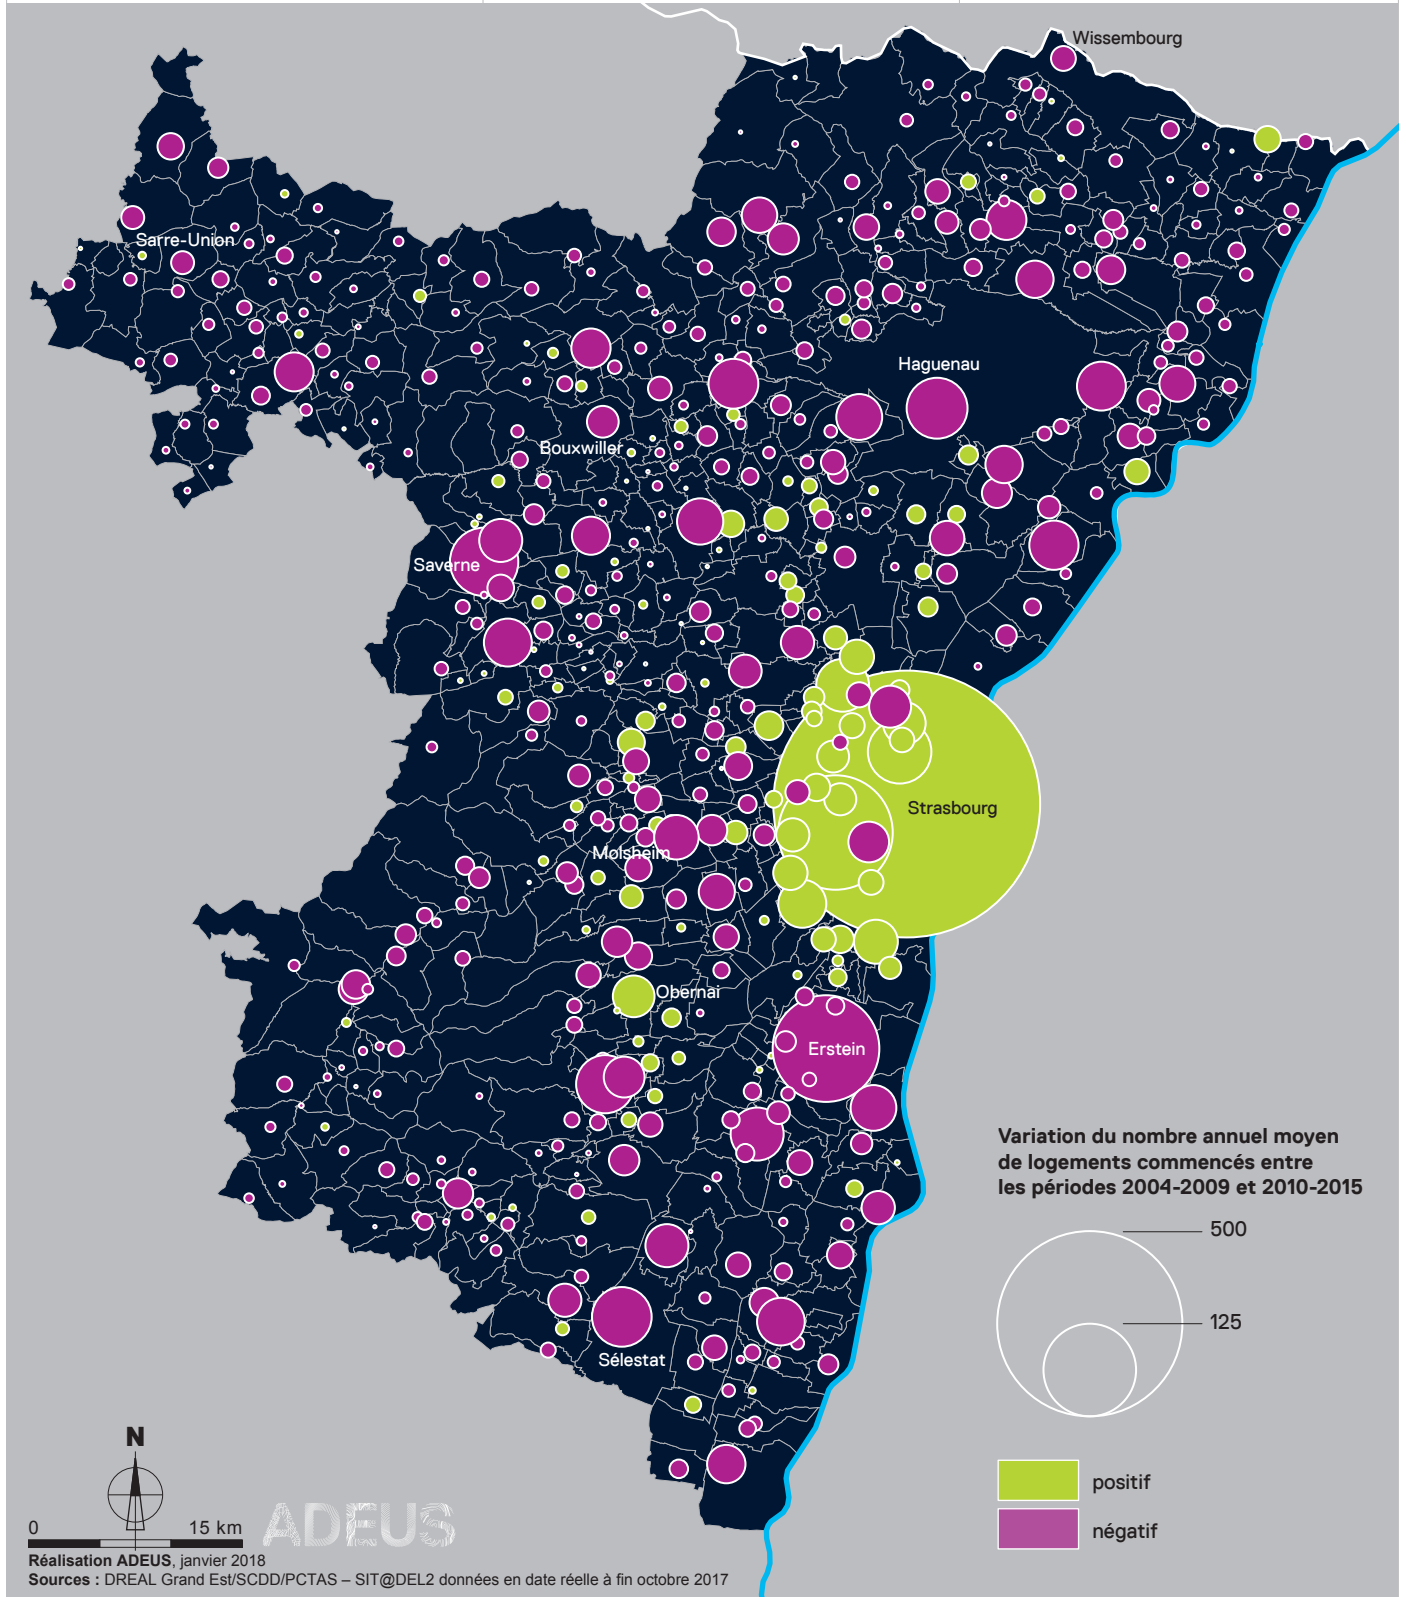 Wissembourg
Sarre-Union
Haguenau
Bouxwiller
Saverne
Strasbourg
Molsheim
Obernai
Erstein
Sélestat
Variation du nombre annuel moyen
de logements commencés entre
les périodes 2004-2009 et 2010-2015
500
125
positif
négatif
N
0 15 km
ADEUS
Réalisation ADEUS, janvier 2018
Sources : DREAL Grand Est/SCDD/PCTAS – SIT@DEL2 données en date réelle à fin octobre 2017